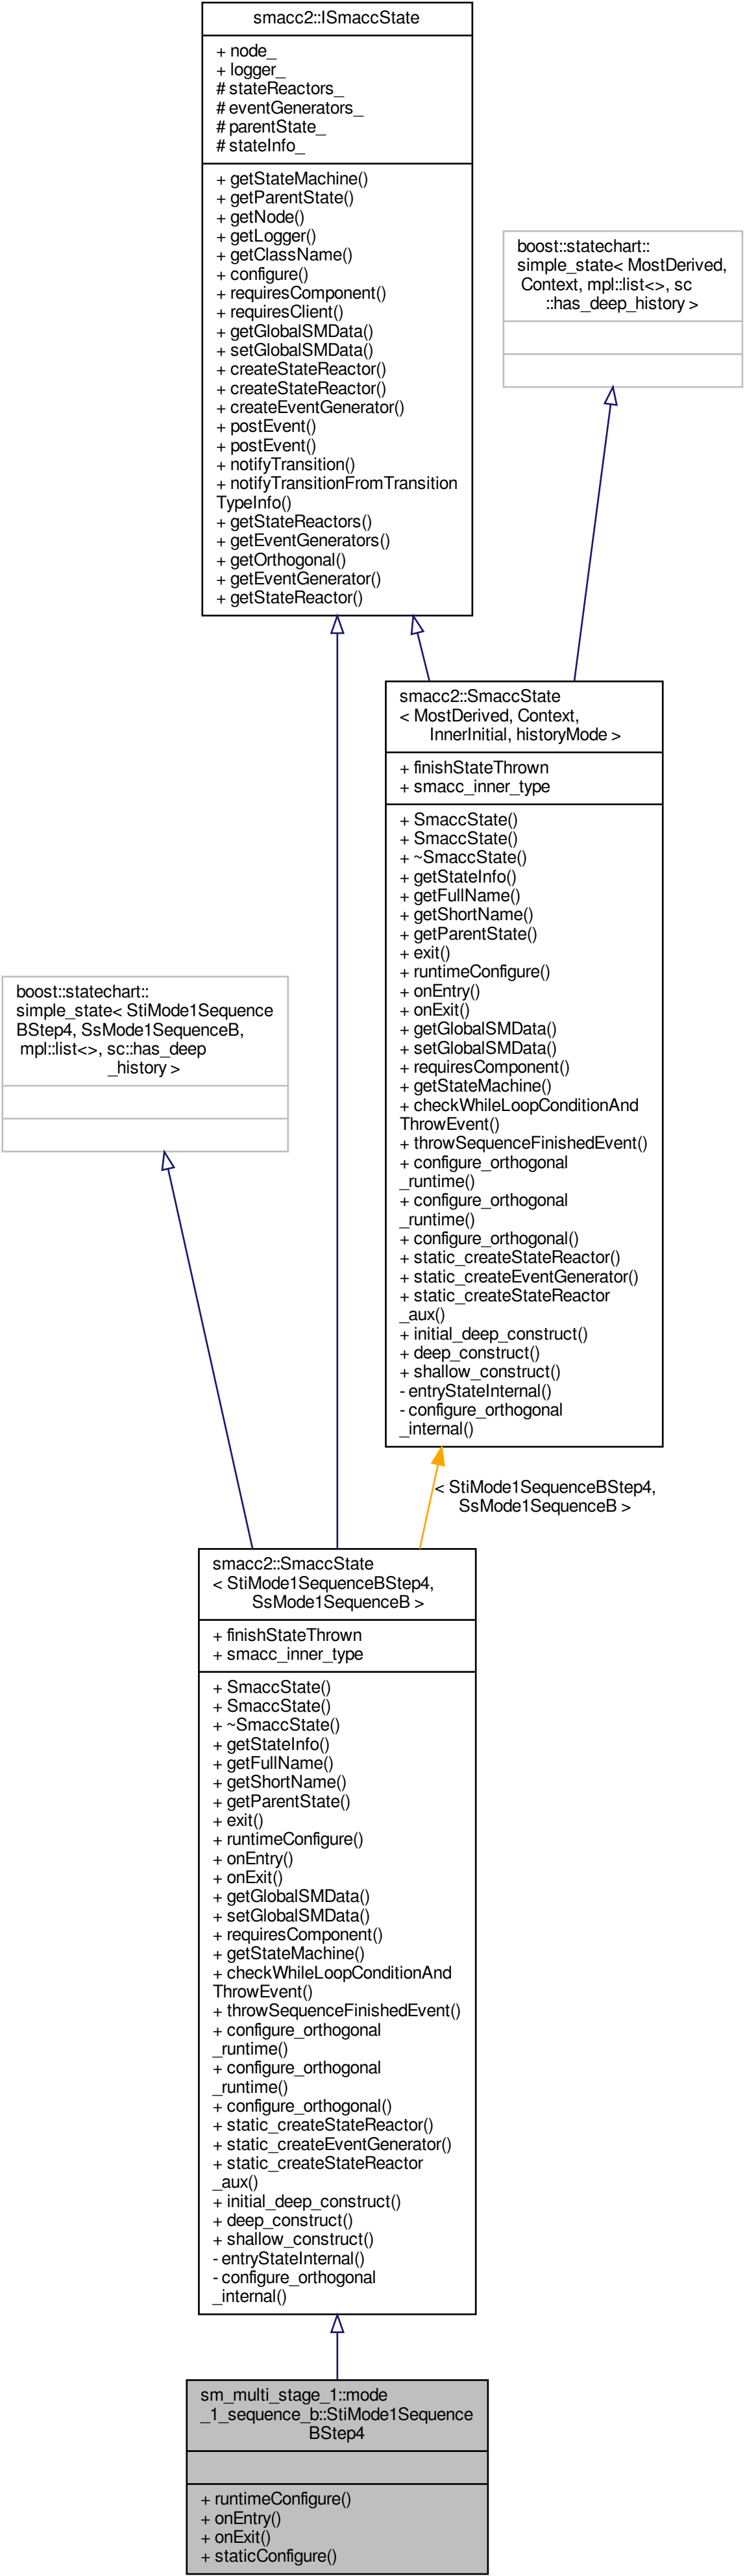 smacc2::ISmaccState
+ node_
+ logger_
# stateReactors_
# eventGenerators_
# parentState_
# stateInfo_
+ getStateMachine()
+ getParentState()
+ getNode()
+ getLogger()
+ getClassName()
+ configure()
+ requiresComponent()
+ requiresClient()
+ getGlobalSMData()
+ setGlobalSMData()
+ createStateReactor()
+ createStateReactor()
+ createEventGenerator()
+ postEvent()
+ postEvent()
+ notifyTransition()
+ notifyTransitionFromTransition
TypeInfo()
+ getStateReactors()
+ getEventGenerators()
+ getOrthogonal()
+ getEventGenerator()
+ getStateReactor()
boost::statechart::
simple_state< MostDerived,
Context, mpl::list<>, sc
::has_deep_history >
smacc2::SmaccState
< MostDerived, Context,
InnerInitial, historyMode >
+ finishStateThrown
+ smacc_inner_type
+ SmaccState()
+ SmaccState()
+ ~SmaccState()
+ getStateInfo()
+ getFullName()
+ getShortName()
+ getParentState()
+ exit()
+ runtimeConfigure()
+ onEntry()
+ onExit()
+ getGlobalSMData()
+ setGlobalSMData()
+ requiresComponent()
+ getStateMachine()
+ checkWhileLoopConditionAnd
ThrowEvent()
+ throwSequenceFinishedEvent()
+ configure_orthogonal
_runtime()
+ configure_orthogonal
_runtime()
+ configure_orthogonal()
+ static_createStateReactor()
+ static_createEventGenerator()
+ static_createStateReactor
_aux()
+ initial_deep_construct()
+ deep_construct()
+ shallow_construct()
- entryStateInternal()
- configure_orthogonal
_internal()
boost::statechart::
simple_state< StiMode1Sequence
BStep4, SsMode1SequenceB,
mpl::list<>, sc::has_deep
_history >
< StiMode1SequenceBStep4,
SsMode1SequenceB >
smacc2::SmaccState
< StiMode1SequenceBStep4,
SsMode1SequenceB >
+ finishStateThrown
+ smacc_inner_type
+ SmaccState()
+ SmaccState()
+ ~SmaccState()
+ getStateInfo()
+ getFullName()
+ getShortName()
+ getParentState()
+ exit()
+ runtimeConfigure()
+ onEntry()
+ onExit()
+ getGlobalSMData()
+ setGlobalSMData()
+ requiresComponent()
+ getStateMachine()
+ checkWhileLoopConditionAnd
ThrowEvent()
+ throwSequenceFinishedEvent()
+ configure_orthogonal
_runtime()
+ configure_orthogonal
_runtime()
+ configure_orthogonal()
+ static_createStateReactor()
+ static_createEventGenerator()
+ static_createStateReactor
_aux()
+ initial_deep_construct()
+ deep_construct()
+ shallow_construct()
- entryStateInternal()
- configure_orthogonal
_internal()
sm_multi_stage_1::mode
_1_sequence_b::StiMode1Sequence
BStep4
+ runtimeConfigure()
+ onEntry()
+ onExit()
+ staticConfigure()